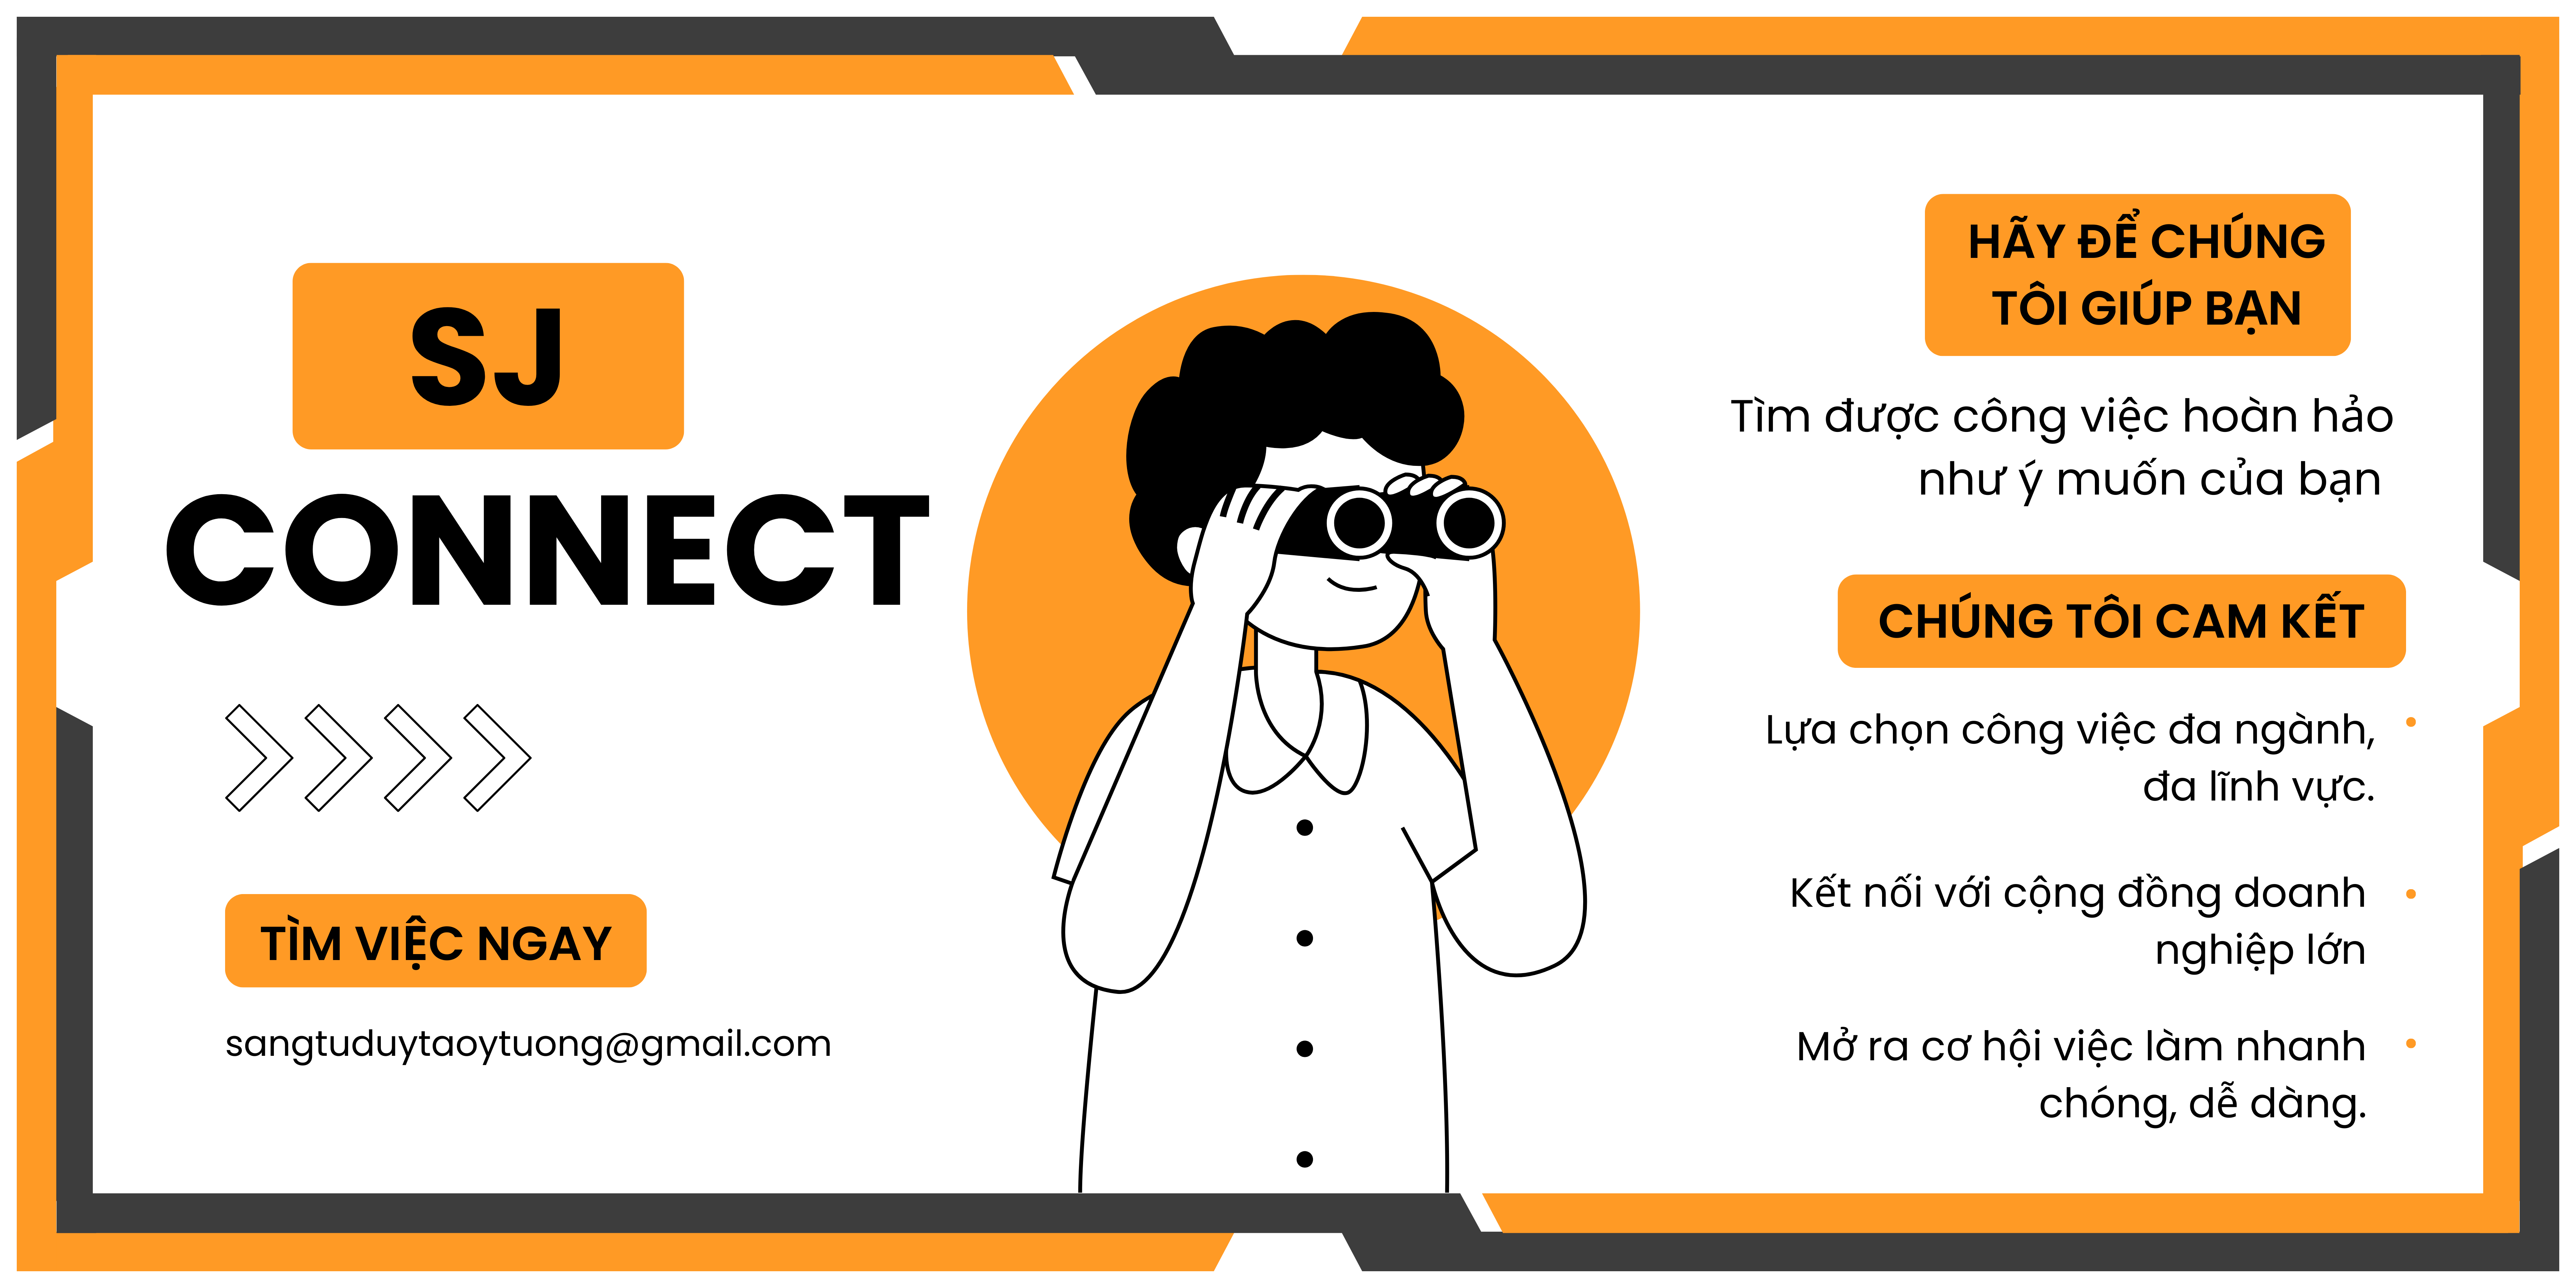 SJ
CONNECT
TÌM VIỆC NGAY
sangtuduytaoytuong@gmail.com
HÃY ĐỂ CHÚNG
TÔI GIÚP BẠN
Tìm được công việc hoàn hảo
như ý muốn của bạn
CHÚNG TÔI CAM KẾT
Lựa chọn công việc đa ngành,
đa lĩnh vực.
Kết nối với cộng đồng doanh
nghiệp lớn
Mở ra cơ hội việc làm nhanh
chóng, dễ dàng.